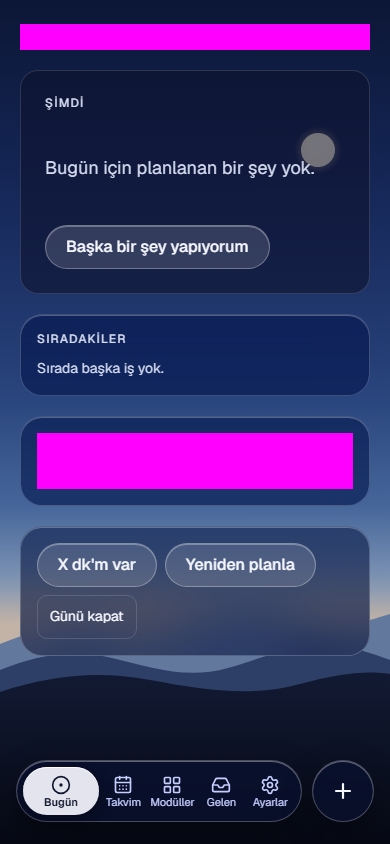 ŞİMDİ
Bugün için planlanan bir şey yok.
Başka bir şey yapıyorum
SIRADAKİLER
Sırada başka iş yok.
X dk'm var
Yeniden planla
Günü kapat
Bugün
Takvim
Modüller
Gelen
Ayarlar